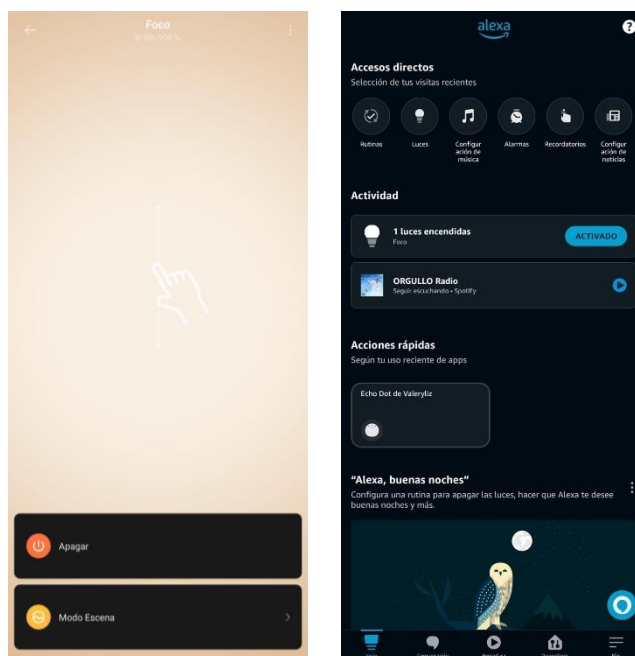 Foco
Brillo 100 %
Apagar
Modo Escena
alexa
?
Accesos directos
Selección de tus visitas recientes
Rutinas
Luces
Configur
ación de
música
Alarmas
Recordatorios
Configur
ación de
noticias
Actividad
1 luces encendidas
Foco
ACTIVADO
ORGULLO Radio
Seguir escuchando • Spotify
Acciones rápidas
Según tu uso reciente de apps
Echo Dot de Valeryliz
"Alexa, buenas noches"
Configura una rutina para apagar las luces, hacer que Alexa te desee
buenas noches y más.